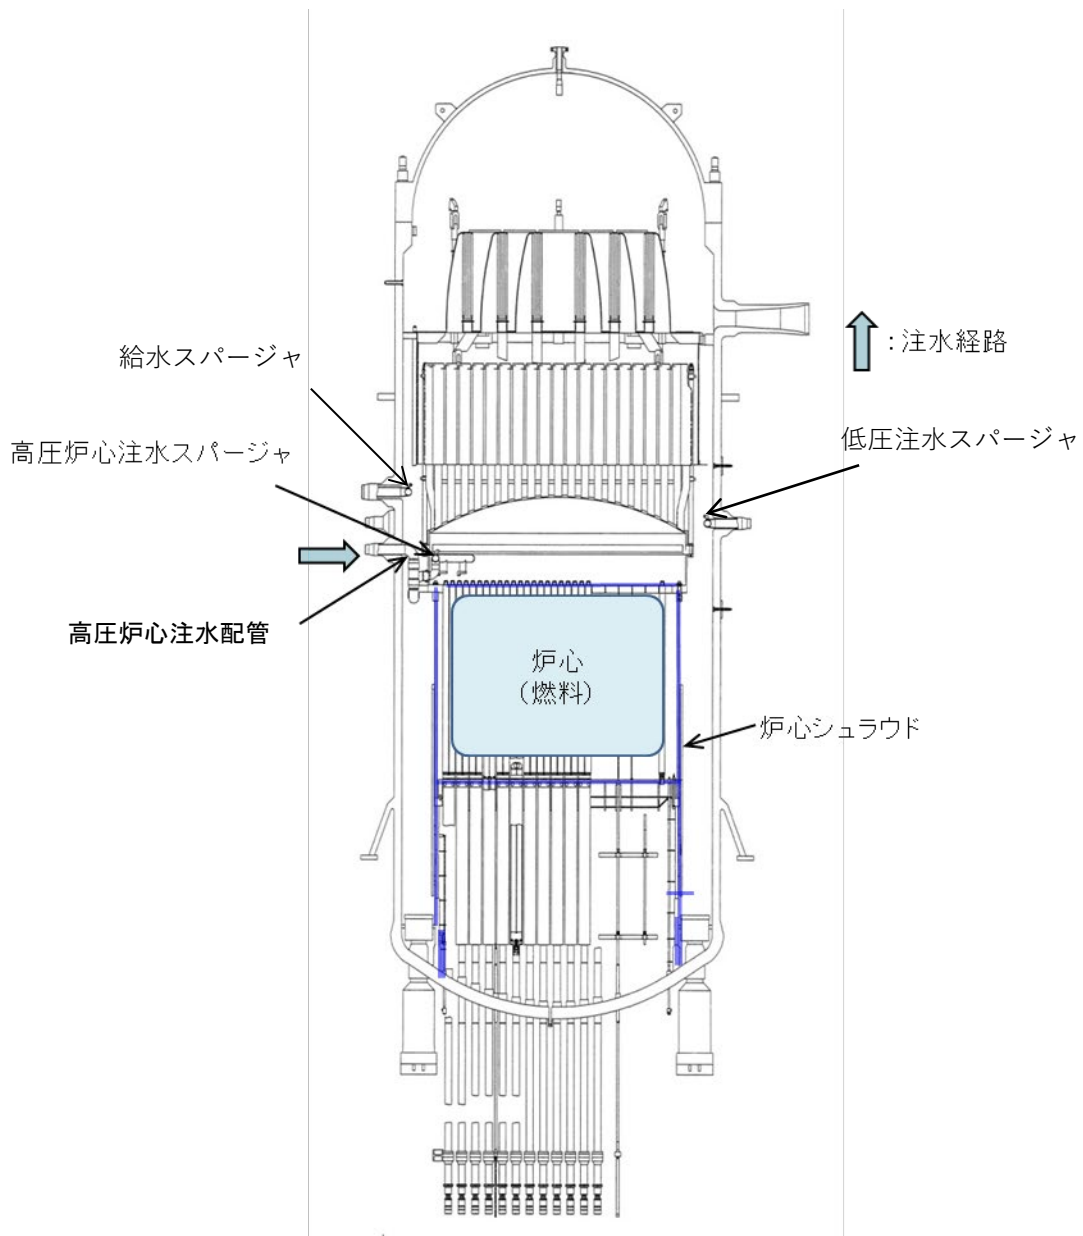 給水スパージャ
：注水経路
高圧炉心注水スパージャ
低圧注水スパージャ
高圧炉心注水配管
炉心
（燃料）
炉心シュラウド